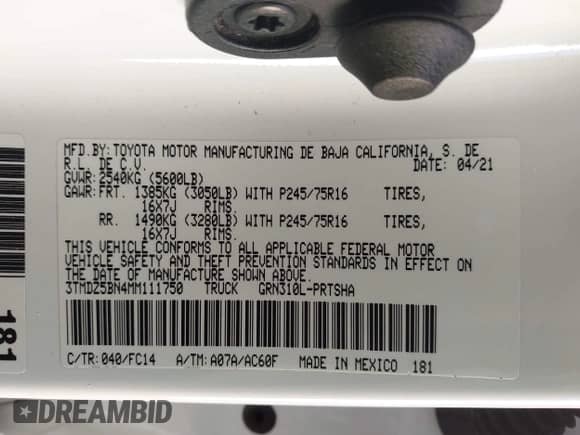 MFD.BY:TOYOTA MOTOR MANUFACTURING DE BAJA CALIFORNIA, S. DE
R.L. DE C.V. DATE: 04/21
GVWR:2540KG (5600LB)
GAWR:FRT. 1385KG (3050LB) WITH P245/75R16 TIRES,
16X7J RIMS.
RR. 1490KG (3280LB) WITH P245/75R16 TIRES,
16X7J RIMS.
THIS VEHICLE CONFORMS TO ALL APPLICABLE FEDERAL MOTOR
VEHICLE SAFETY AND THEFT PREVENTION STANDARDS IN EFFECT ON
THE DATE OF MANUFACTURE SHOWN ABOVE.
3TMDZ5BN4MM111750 TRUCK GRN310L-PRTSHA
C/TR:040/FC14 A/TM:A07A/AC60F MADE IN MEXICO 181
181
DREAMBID